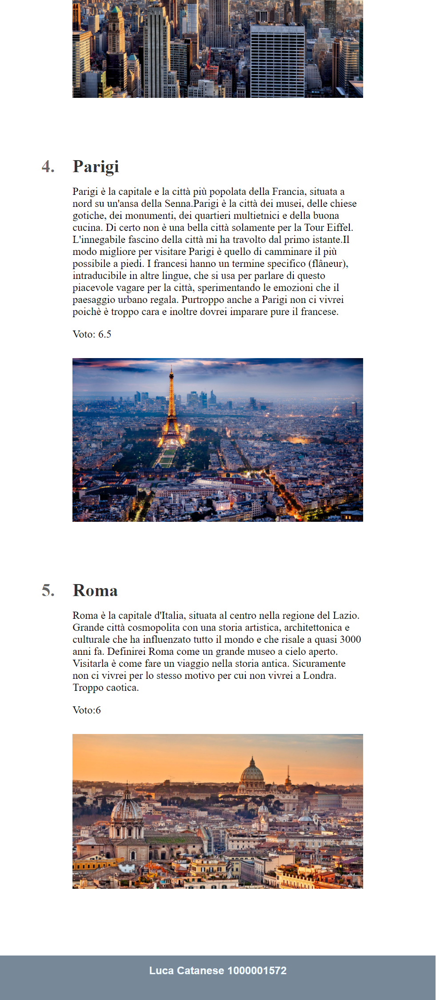 4. Parigi
Parigi è la capitale e la città più popolata della Francia, situata a
nord su un'ansa della Senna.Parigi è la città dei musei, delle chiese
gotiche, dei monumenti, dei quartieri multietnici e della buona
cucina. Di certo non è una bella città solamente per la Tour Eiffel.
L'innegabile fascino della città mi ha travolto dal primo istante.Il
modo migliore per visitare Parigi è quello di camminare il più
possibile a piedi. I francesi hanno un termine specifico (flâneur),
intraducibile in altre lingue, che si usa per parlare di questo
piacevole vagare per la città, sperimentando le emozioni che il
paesaggio urbano regala. Purtroppo anche a Parigi non ci vivrei
poichè è troppo cara e inoltre dovrei imparare pure il francese.
Voto: 6.5
5. Roma
Roma è la capitale d'Italia, situata al centro nella regione del Lazio.
Grande città cosmopolita con una storia artistica, architettonica e
culturale che ha influenzato tutto il mondo e che risale a quasi 3000
anni fa. Definirei Roma come un grande museo a cielo aperto.
Visitarla è come fare un viaggio nella storia antica. Sicuramente
non ci vivrei per lo stesso motivo per cui non vivrei a Londra.
Troppo caotica.
Voto:6
Luca Catanese 1000001572